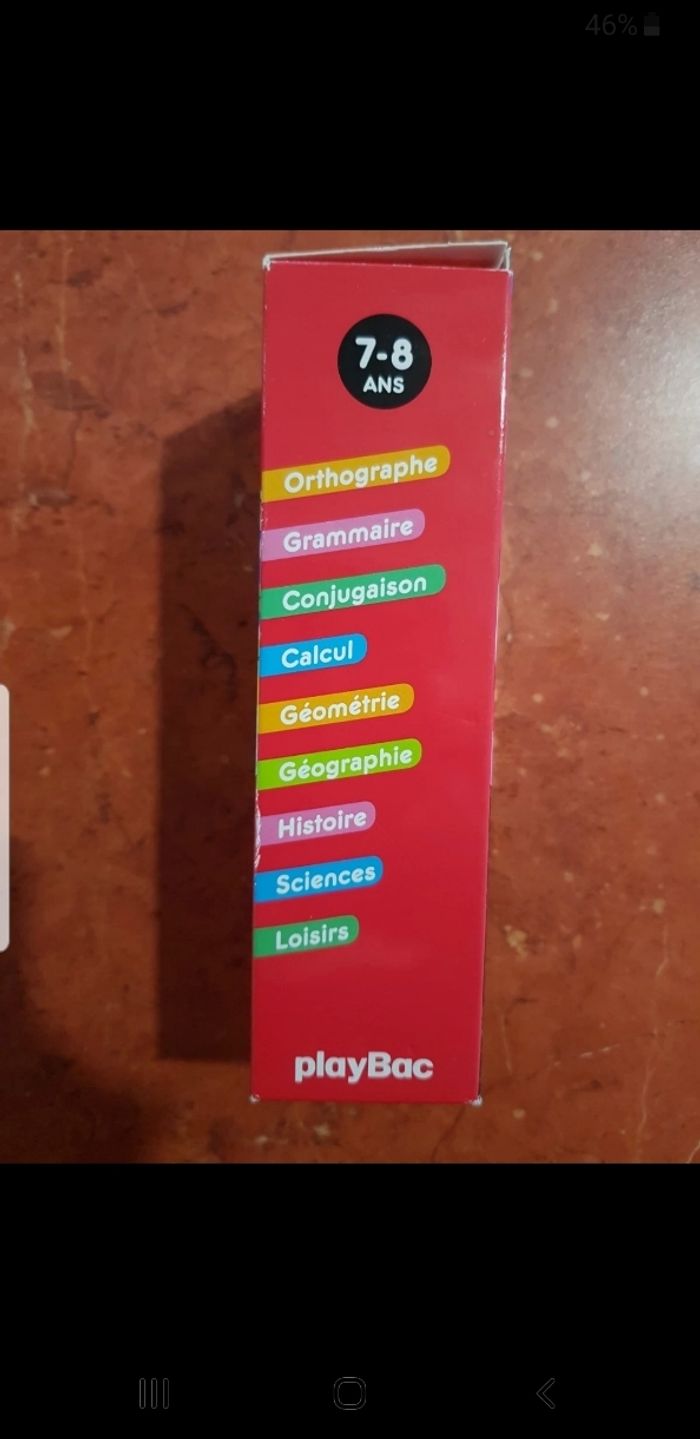 46%
7-8
ANS
Orthographe
Grammaire
Conjugaison
Calcul
Géométrie
Géographie
Histoire
Sciences
Loisirs
playBac